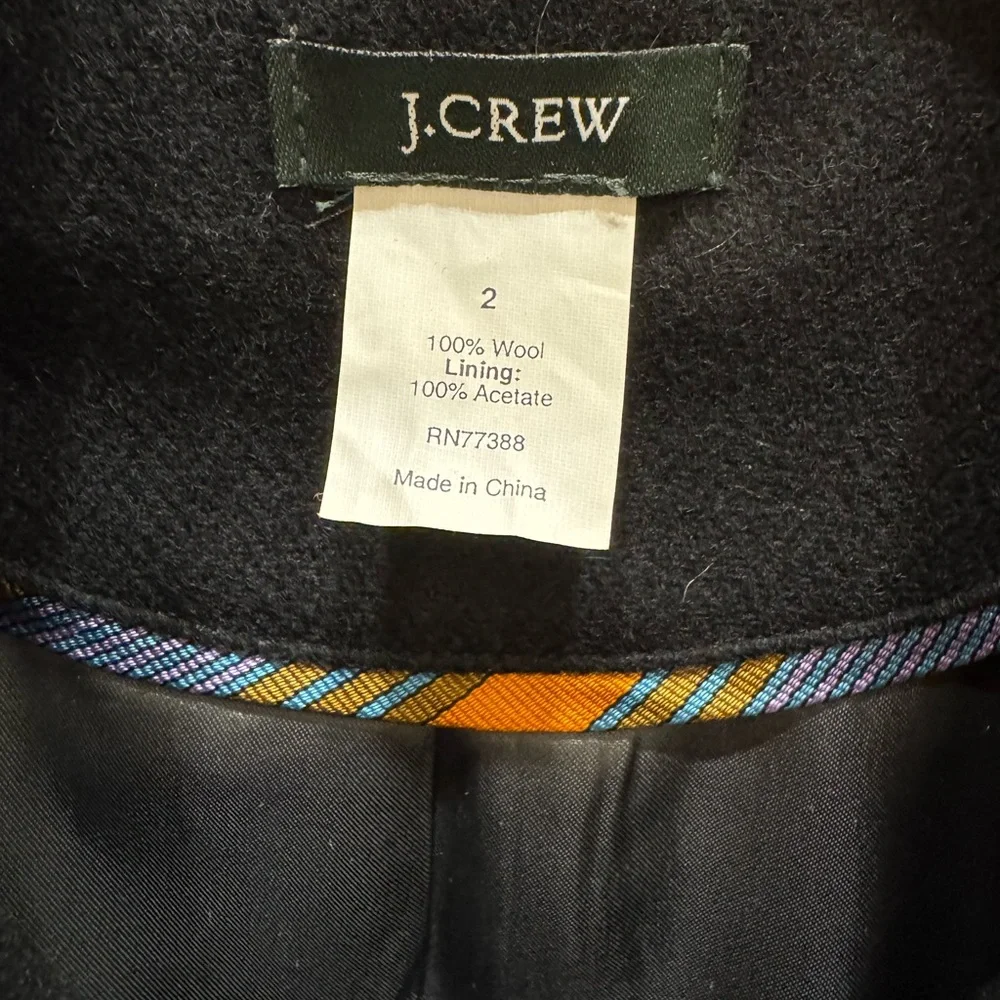 J.CREW
2
100% Wool
Lining:
100% Acetate
RN77388
Made in China